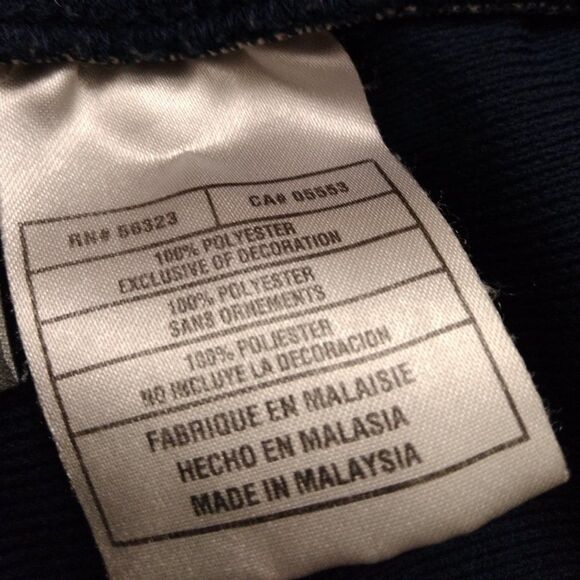 RN# 56323
CA# 05553
100% POLYESTER
EXCLUSIVE OF DECORATION
100% POLYESTER
SANS ORNEMENTS
100% POLIESTER
NO INCLUYE LA DECORACION
FABRIQUE EN MALAISIE
HECHO EN MALASIA
MADE IN MALAYSIA